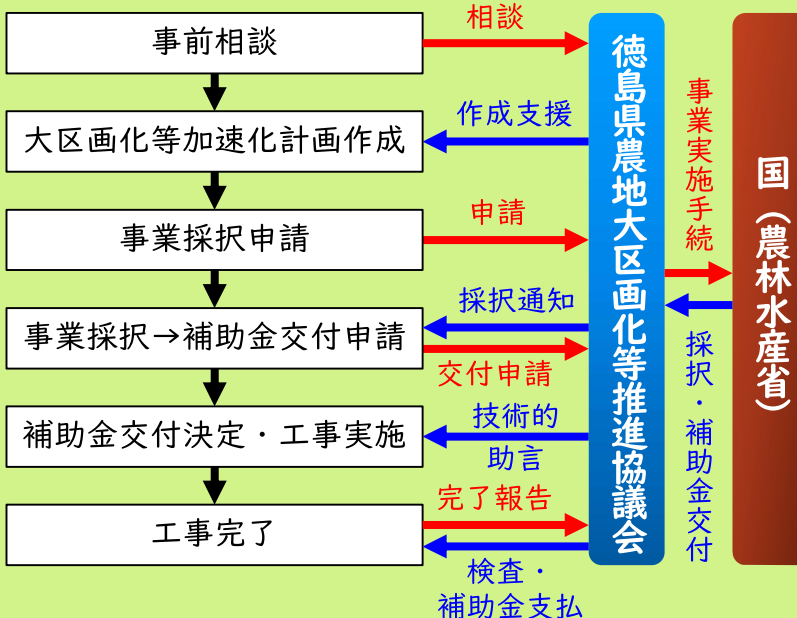 事前相談
相談
大区画化等加速化計画作成
作成支援
事業採択申請
申請
事業採択→補助金交付申請
採択通知
交付申請
補助金交付決定・工事実施
技術的
助言
工事完了
完了報告
検査・
補助金支払
徳島県農地大区画化等推進協議会
事業実施手続
採択・補助金交付
国（農林水産省）